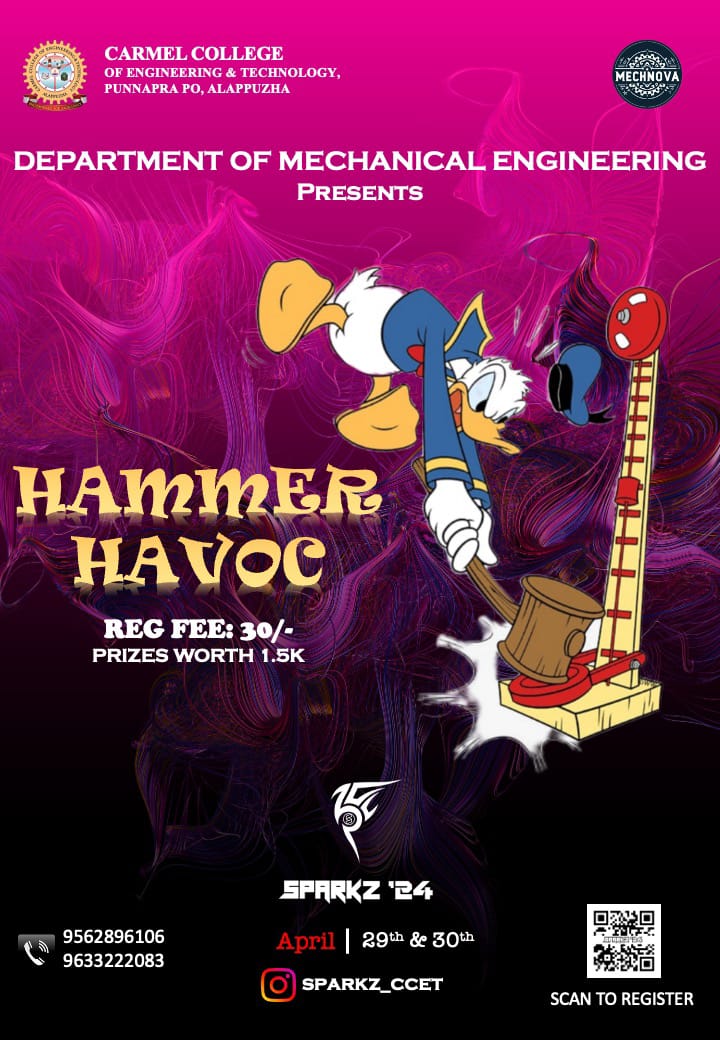 CARMEL COLLEGE
OF ENGINEERING & TECHNOLOGY,
PUNNAPRA PO, ALAPPUZHA
MECHNOVA
DEPARTMENT OF MECHANICAL ENGINEERING
PRESENTS
HAMMER
HAVOC
REG FEE: 30/-
PRIZES WORTH 1.5K
SPARKZ '24
9562896106
9633222083
April | 29th & 30th
SPARKZ_CCET
SCAN TO REGISTER